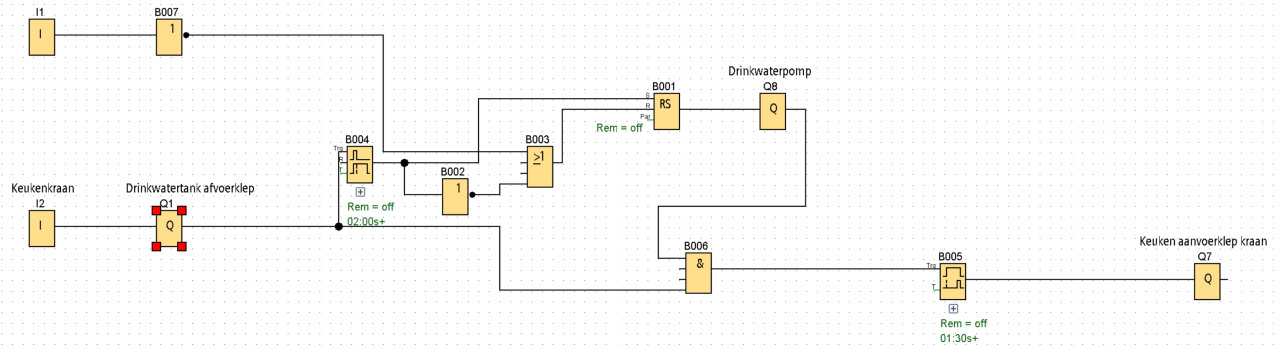 I1
I
B007
1
Drinkwaterpomp
B001
S
R
Par
RS
Rem = off
Q8
Q
B004
Trg
R
T
Rem = off
02:00s+
B003
≥1
B002
1
Keukenkraan
I2
I
Drinkwatertank afvoerklep
Q1
Q
B006
&
B005
Trg
T
Rem = off
01:30s+
Keuken aanvoerklep kraan
Q7
Q